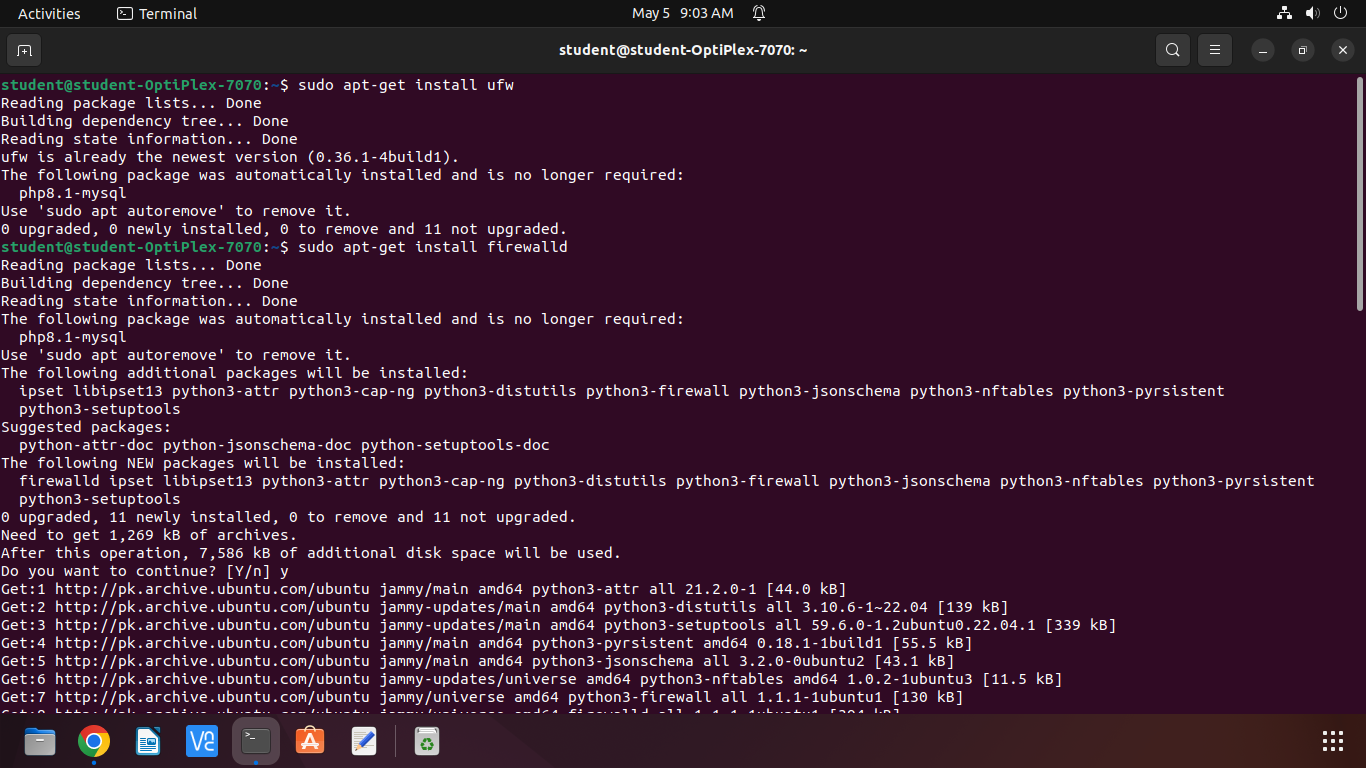 Activities Terminal May 5 9:03 AM
student@student-OptiPlex-7070: ~
student@student-OptiPlex-7070:~$ sudo apt-get install ufw
Reading package lists... Done
Building dependency tree... Done
Reading state information... Done
ufw is already the newest version (0.36.1-4build1).
The following package was automatically installed and is no longer required:
  php8.1-mysql
Use 'sudo apt autoremove' to remove it.
0 upgraded, 0 newly installed, 0 to remove and 11 not upgraded.
student@student-OptiPlex-7070:~$ sudo apt-get install firewalld
Reading package lists... Done
Building dependency tree... Done
Reading state information... Done
The following package was automatically installed and is no longer required:
  php8.1-mysql
Use 'sudo apt autoremove' to remove it.
The following additional packages will be installed:
  ipset libipset13 python3-attr python3-cap-ng python3-distutils python3-firewall python3-jsonschema python3-nftables python3-pyrsistent
  python3-setuptools
Suggested packages:
  python-attr-doc python-jsonschema-doc python-setuptools-doc
The following NEW packages will be installed:
  firewalld ipset libipset13 python3-attr python3-cap-ng python3-distutils python3-firewall python3-jsonschema python3-nftables python3-pyrsistent
  python3-setuptools
0 upgraded, 11 newly installed, 0 to remove and 11 not upgraded.
Need to get 1,269 kB of archives.
After this operation, 7,586 kB of additional disk space will be used.
Do you want to continue? [Y/n] y
Get:1 http://pk.archive.ubuntu.com/ubuntu jammy/main amd64 python3-attr all 21.2.0-1 [44.0 kB]
Get:2 http://pk.archive.ubuntu.com/ubuntu jammy-updates/main amd64 python3-distutils all 3.10.6-1~22.04 [139 kB]
Get:3 http://pk.archive.ubuntu.com/ubuntu jammy-updates/main amd64 python3-setuptools all 59.6.0-1.2ubuntu0.22.04.1 [339 kB]
Get:4 http://pk.archive.ubuntu.com/ubuntu jammy/main amd64 python3-pyrsistent amd64 0.18.1-1build1 [55.5 kB]
Get:5 http://pk.archive.ubuntu.com/ubuntu jammy/main amd64 python3-jsonschema all 3.2.0-0ubuntu2 [43.1 kB]
Get:6 http://pk.archive.ubuntu.com/ubuntu jammy-updates/universe amd64 python3-nftables amd64 1.0.2-1ubuntu3 [11.5 kB]
Get:7 http://pk.archive.ubuntu.com/ubuntu jammy/universe amd64 python3-firewall all 1.1.1-1ubuntu1 [130 kB]